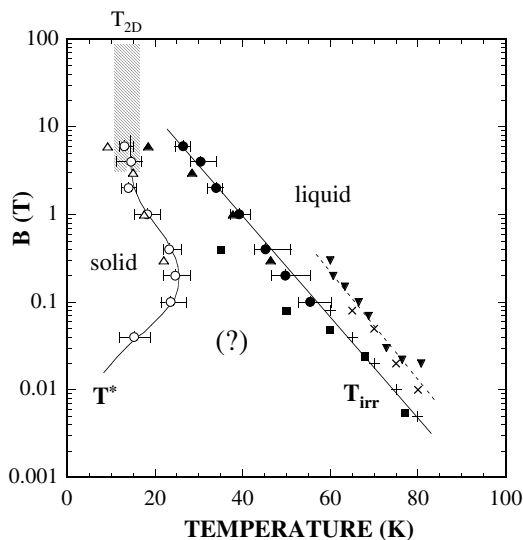 T2D
100
10
1
0.1
0.01
0.001
B (T)
liquid
solid
(?)
T*
Tirr
0
20
40
60
80
100
TEMPERATURE (K)